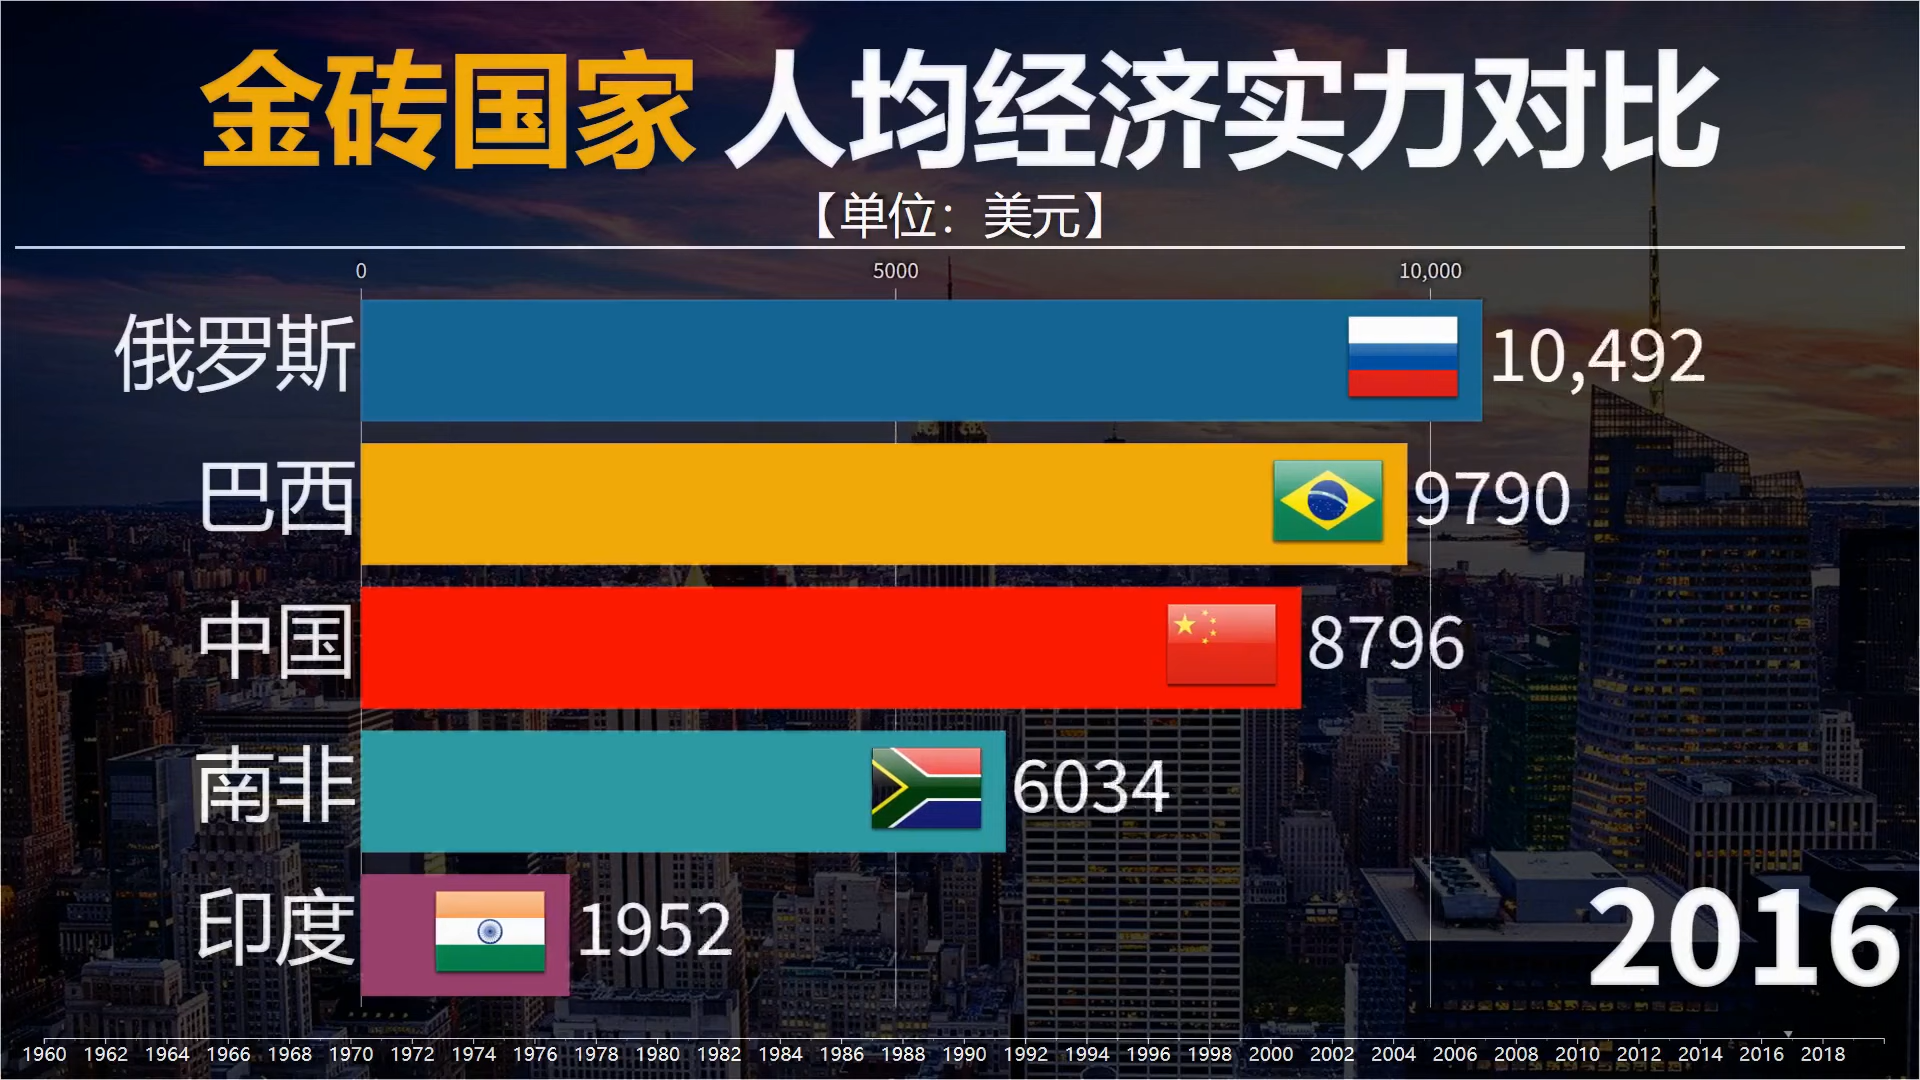 金砖国家 人均经济实力对比
【单位：美元】
0 5000 10,000
俄罗斯 10,492
巴西 9790
中国 8796
南非 6034
印度 1952
2016
1960 1962 1964 1966 1968 1970 1972 1974 1976 1978 1980 1982 1984 1986 1988 1990 1992 1994 1996 1998 2000 2002 2004 2006 2008 2010 2012 2014 2016 2018